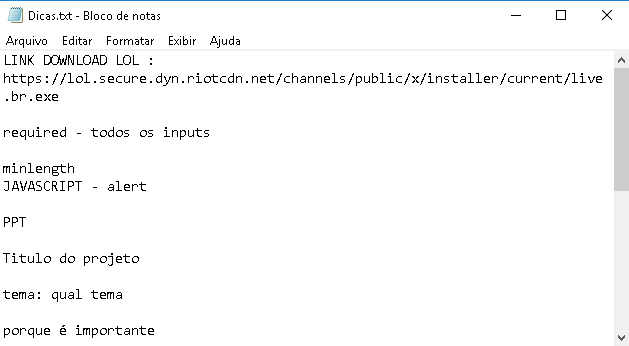 Dicas.txt - Bloco de notas
Arquivo Editar Formatar Exibir Ajuda
LINK DOWNLOAD LOL :
https://lol.secure.dyn.riotcdn.net/channels/public/x/installer/current/live
.br.exe
required - todos os inputs
minlength
JAVASCRIPT - alert
PPT
Titulo do projeto
tema: qual tema
porque é importante